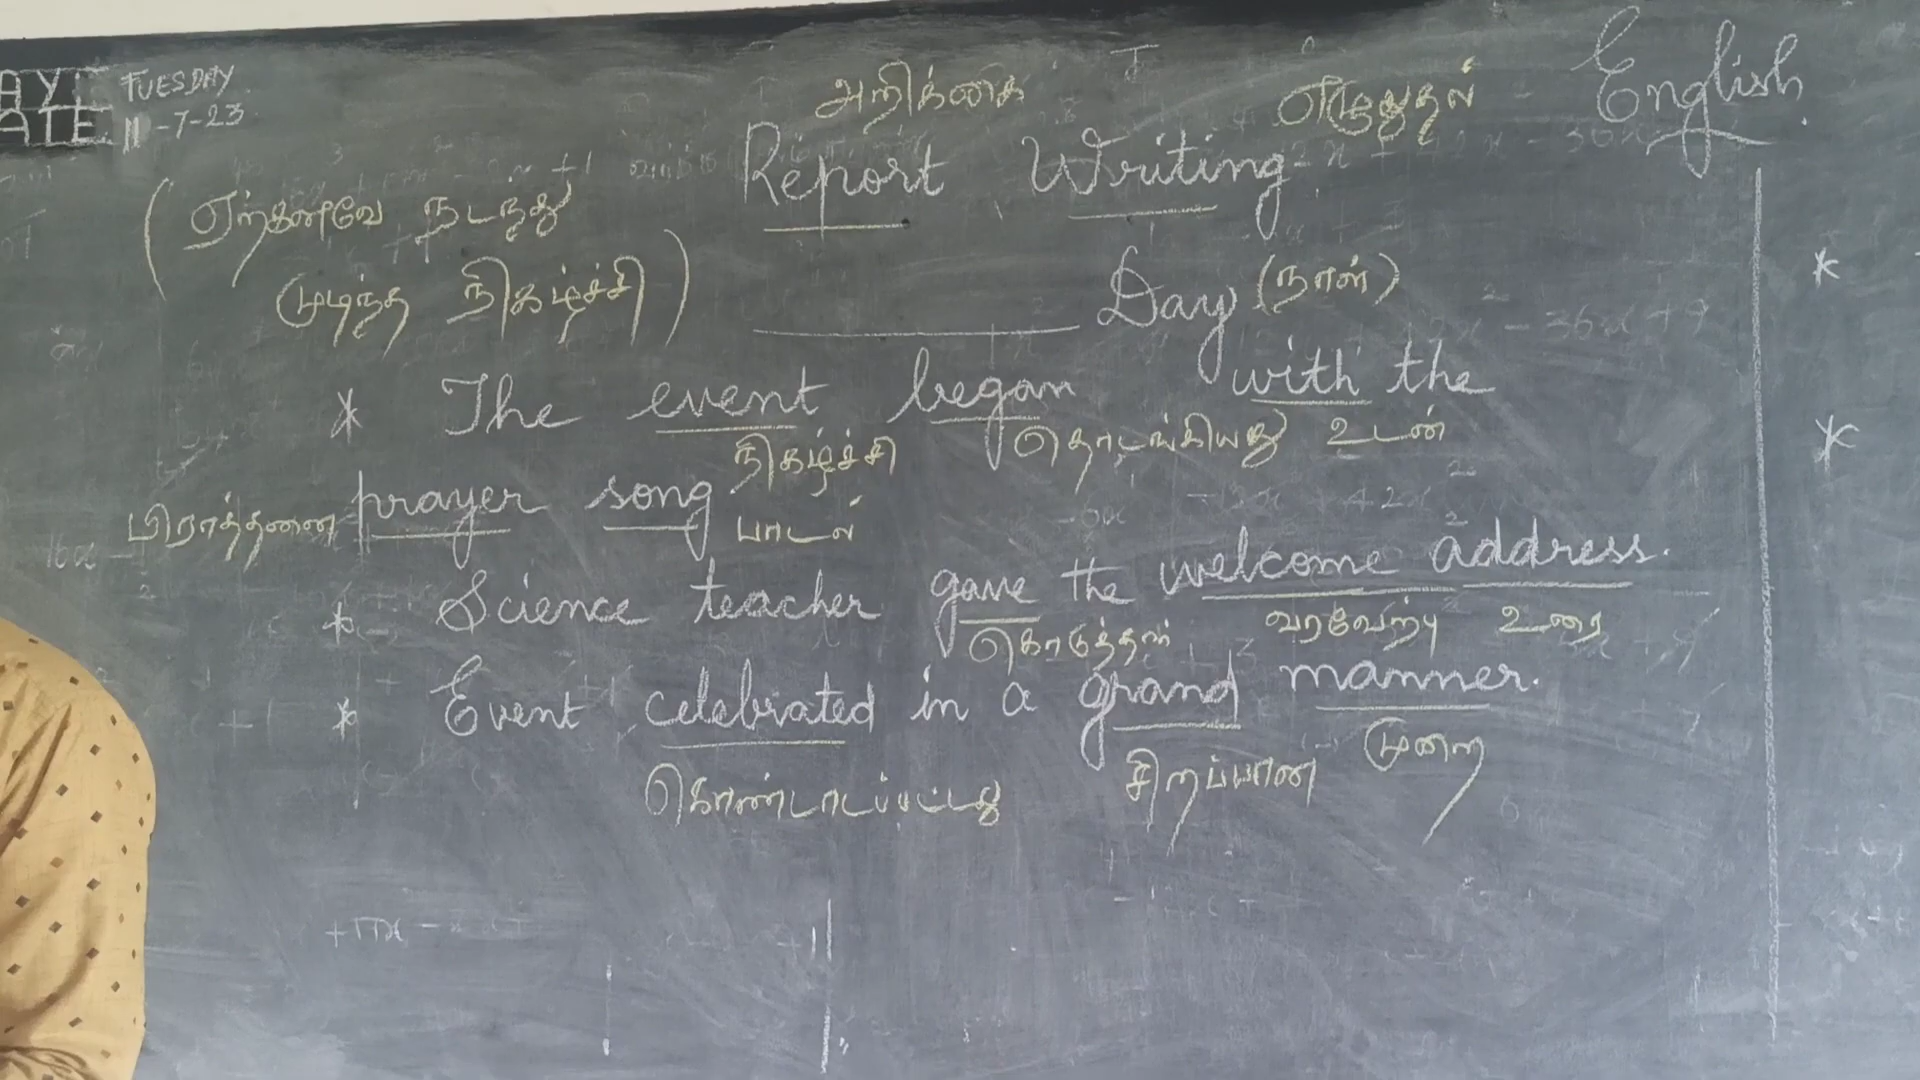 TUESDAY
11-7-23
அறிக்கை எழுதுதல் English
Report Writing
(ஏற்கனவே நடந்து
முடிந்த நிகழ்ச்சி)
Day (நாள்)
* The event began with the
நிகழ்ச்சி தொடங்கியது உடன்
பிராத்தனை prayer song பாடல்
* Science teacher gave the welcome address.
கொடுத்தல் வரவேற்பு உரை
* Event celebrated in a grand manner.
கொண்டாடப்பட்டது சிறப்பான முறை